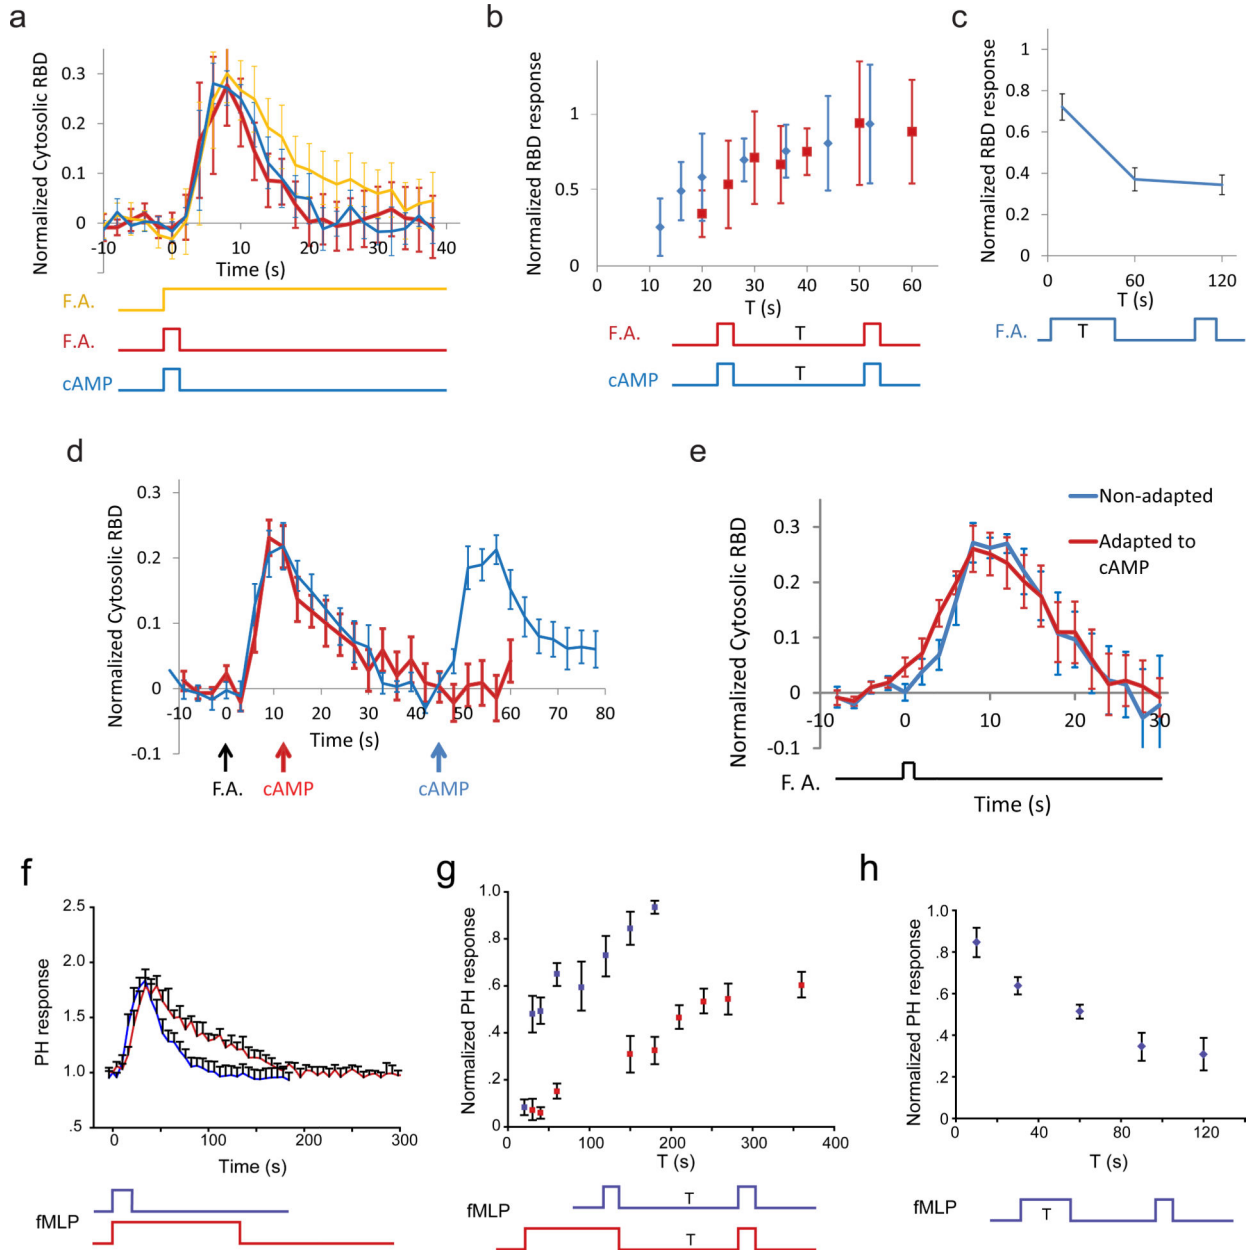 a
Normalized Cytosolic RBD
0.3
0.2
0.1
0
-10 0 10 20 30 40
Time (s)
F.A.
F.A.
cAMP
b
Normalized RBD response
1
0.5
0
0 10 20 30 40 50 60
T (s)
F.A.
T
cAMP
T
c
Normalized RBD response
1
0.8
0.6
0.4
0.2
0
0 60 120
T (s)
F.A.
T
d
Normalized Cytosolic RBD
0.3
0.2
0.1
0
-0.1
-10 0 10 20 30 40 50 60 70 80
Time (s)
F.A.
cAMP
cAMP
e
Normalized Cytosolic RBD
0.3
0.2
0.1
0
-0.1
-10 0 10 20 30
Non-adapted
Adapted to
cAMP
F. A.
Time (s)
f
PH response
2.5
2.0
1.5
1.0
.5
0 100 200 300
Time (s)
fMLP
g
Normalized PH response
1.0
.8
.6
.4
.2
0
0 100 200 300 400
T (s)
fMLP
T
T
h
Normalized PH response
1.0
.8
.6
.4
.2
0
0 40 80 120
T (s)
fMLP
T